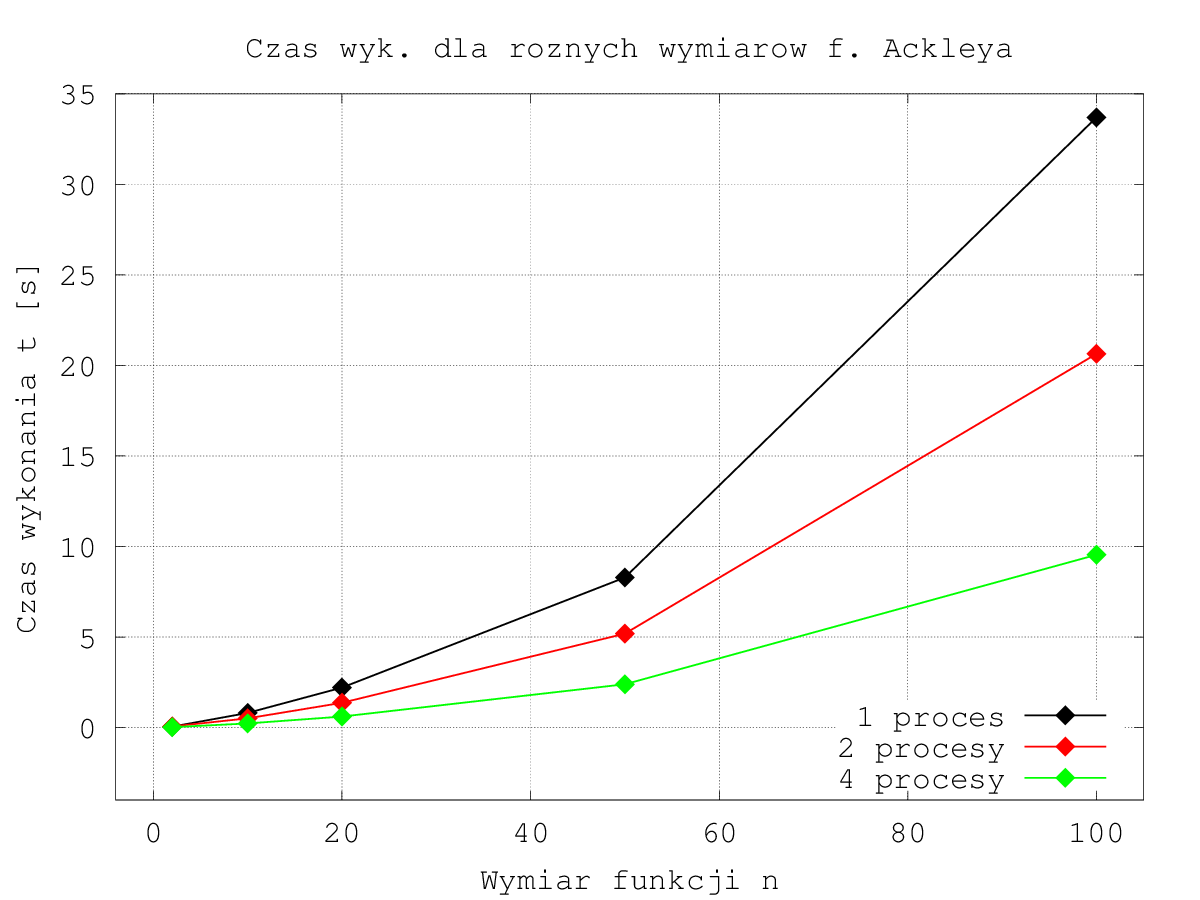 Czas wyk. dla roznych wymiarow f. Ackleya
35
30
25
20
15
10
5
0
Czas wykonania t [s]
1 proces
2 procesy
4 procesy
0 20 40 60 80 100
Wymiar funkcji n